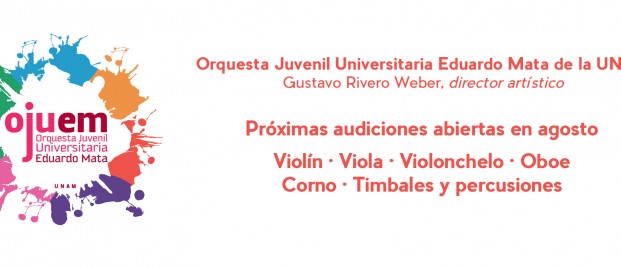 ojuem
Orquesta Juvenil
Universitaria
Eduardo Mata
UNAM
Orquesta Juvenil Universitaria Eduardo Mata de la UN
Gustavo Rivero Weber, director artístico
Próximas audiciones abiertas en agosto
Violín · Viola · Violonchelo · Oboe
Corno · Timbales y percusiones